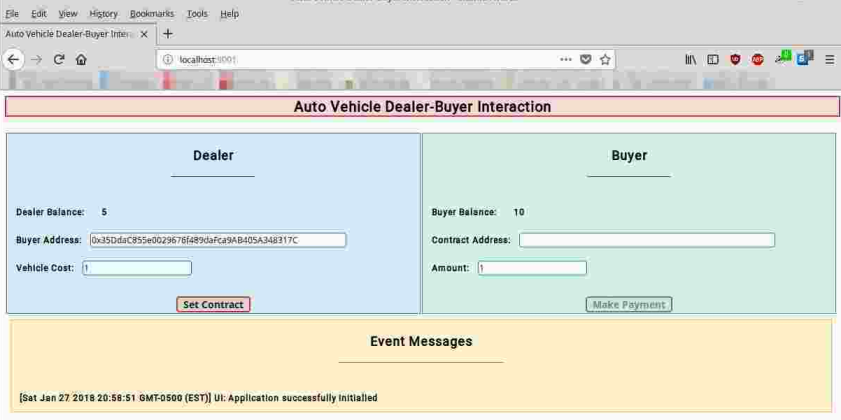 File Edit View History Bookmarks Tools Help
Auto Vehicle Dealer-Buyer Intera
localhost:9001
Auto Vehicle Dealer-Buyer Interaction
Dealer
Dealer Balance: 5
Buyer Address: 0x35DdaC855e0029676f489daFca9AB405A348317C
Vehicle Cost: 1
Set Contract
Buyer
Buyer Balance: 10
Contract Address:
Amount: 1
Make Payment
Event Messages
[Sat Jan 27 2018 20:58:51 GMT-0500 (EST)] UI: Application successfully initialied